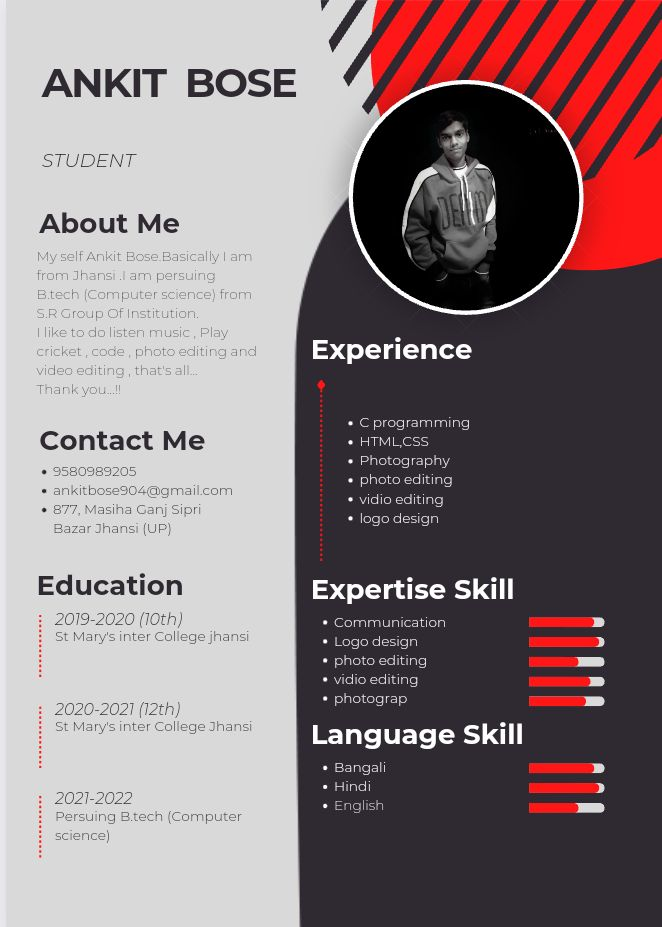 ANKIT BOSE
STUDENT
About Me
My self Ankit Bose.Basically I am
from Jhansi .I am persuing
B.tech (Computer science) from
S.R Group Of Institution.
I like to do listen music , Play
cricket , code , photo editing and
video editing , that's all...
Thank you...!!
Contact Me
9580989205
ankitbose904@gmail.com
877, Masiha Ganj Sipri
Bazar Jhansi (UP)
Education
2019-2020 (10th)
St Mary's inter College jhansi
2020-2021 (12th)
St Mary's inter College Jhansi
2021-2022
Persuing B.tech (Computer
science)
Experience
C programming
HTML,CSS
Photography
photo editing
vidio editing
logo design
Expertise Skill
Communication
Logo design
photo editing
vidio editing
photograp
Language Skill
Bangali
Hindi
English